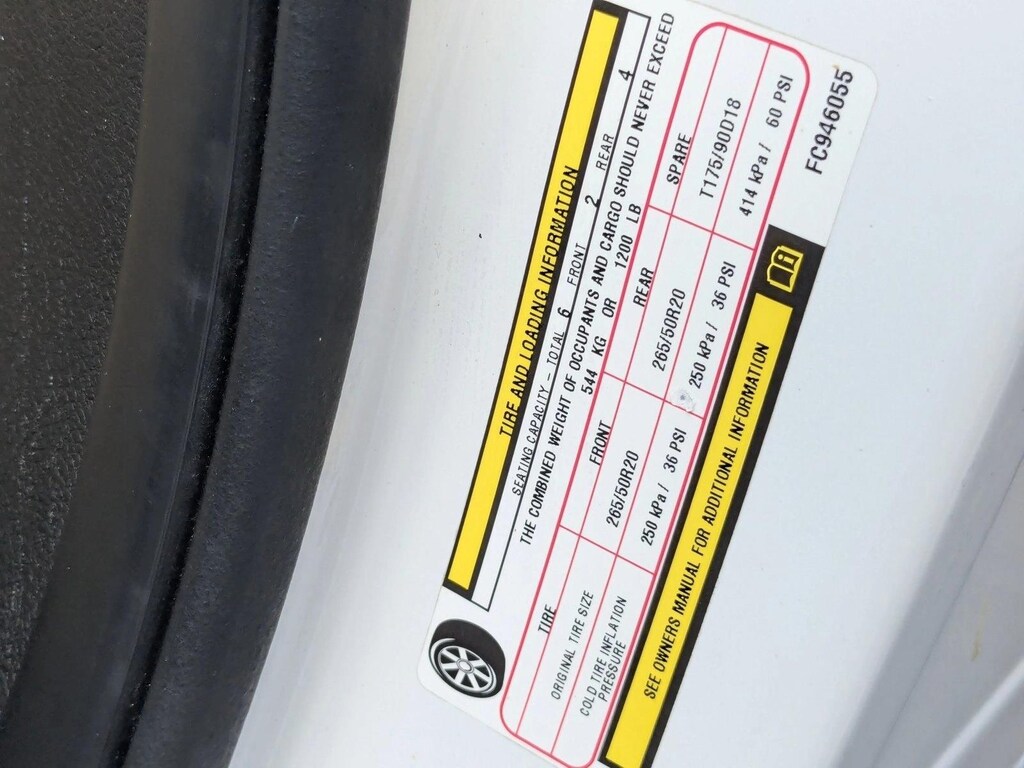 TIRE AND LOADING INFORMATION
SEATING CAPACITY – TOTAL 6 FRONT 2 REAR 4
THE COMBINED WEIGHT OF OCCUPANTS AND CARGO SHOULD NEVER EXCEED
544 KG OR 1200 LB
TIRE FRONT REAR SPARE
ORIGINAL TIRE SIZE 265/50R20 265/50R20 T175/90D18
COLD TIRE INFLATION PRESSURE 250 kPa / 36 PSI 250 kPa / 36 PSI 414 kPa / 60 PSI
SEE OWNERS MANUAL FOR ADDITIONAL INFORMATION
FC946055